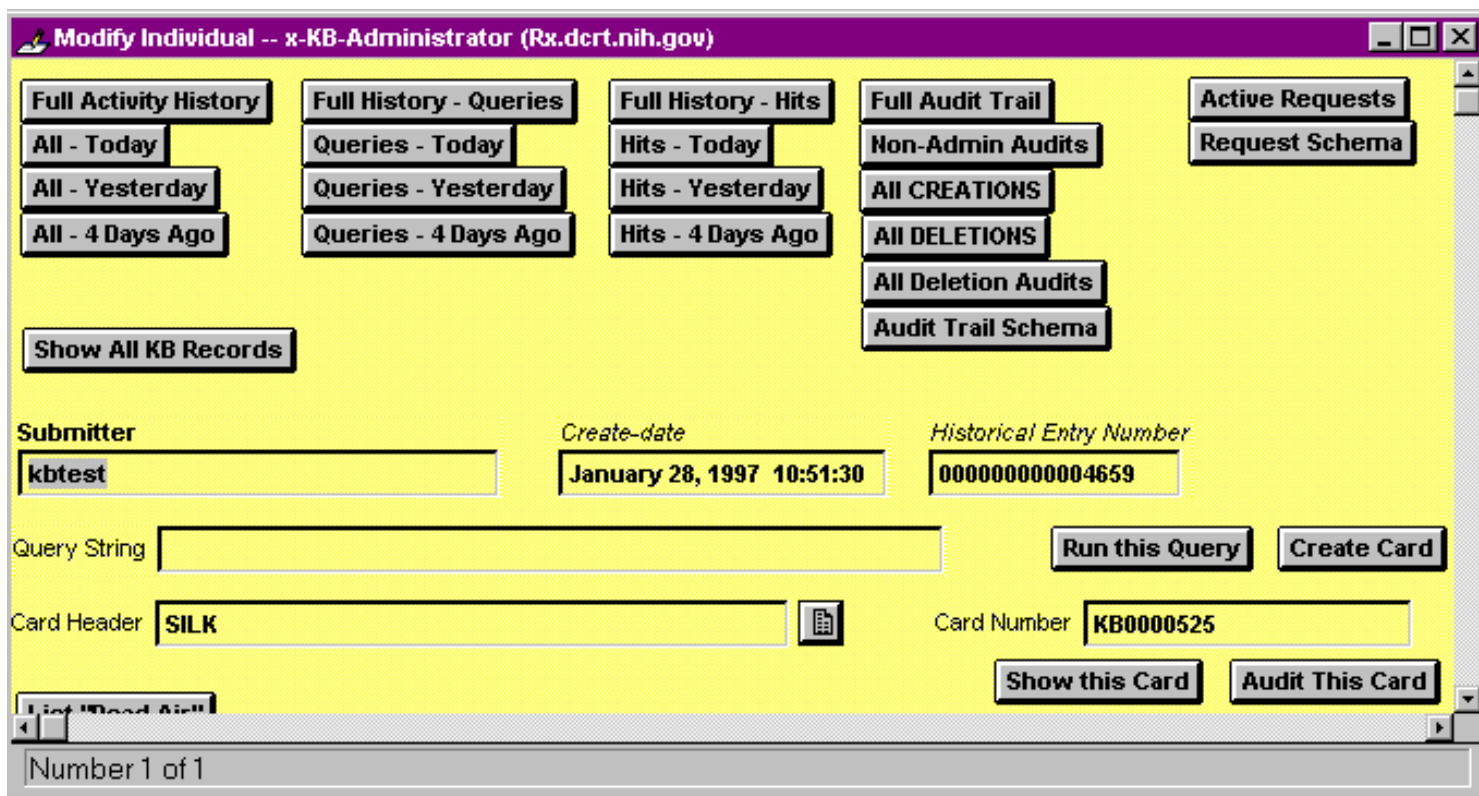 Modify Individual -- x-KB-Administrator (Rx.dcrt.nih.gov)
Full Activity History Full History - Queries Full History - Hits Full Audit Trail Active Requests
All - Today Queries - Today Hits - Today Non-Admin Audits Request Schema
All - Yesterday Queries - Yesterday Hits - Yesterday All CREATIONS
All - 4 Days Ago Queries - 4 Days Ago Hits - 4 Days Ago All DELETIONS
All Deletion Audits
Audit Trail Schema
Show All KB Records
Submitter Create-date Historical Entry Number
kbtest January 28, 1997 10:51:30 000000000004659
Query String Run this Query Create Card
Card Header SILK Card Number KB0000525
Show this Card Audit This Card
List "Dead Air"
Number 1 of 1